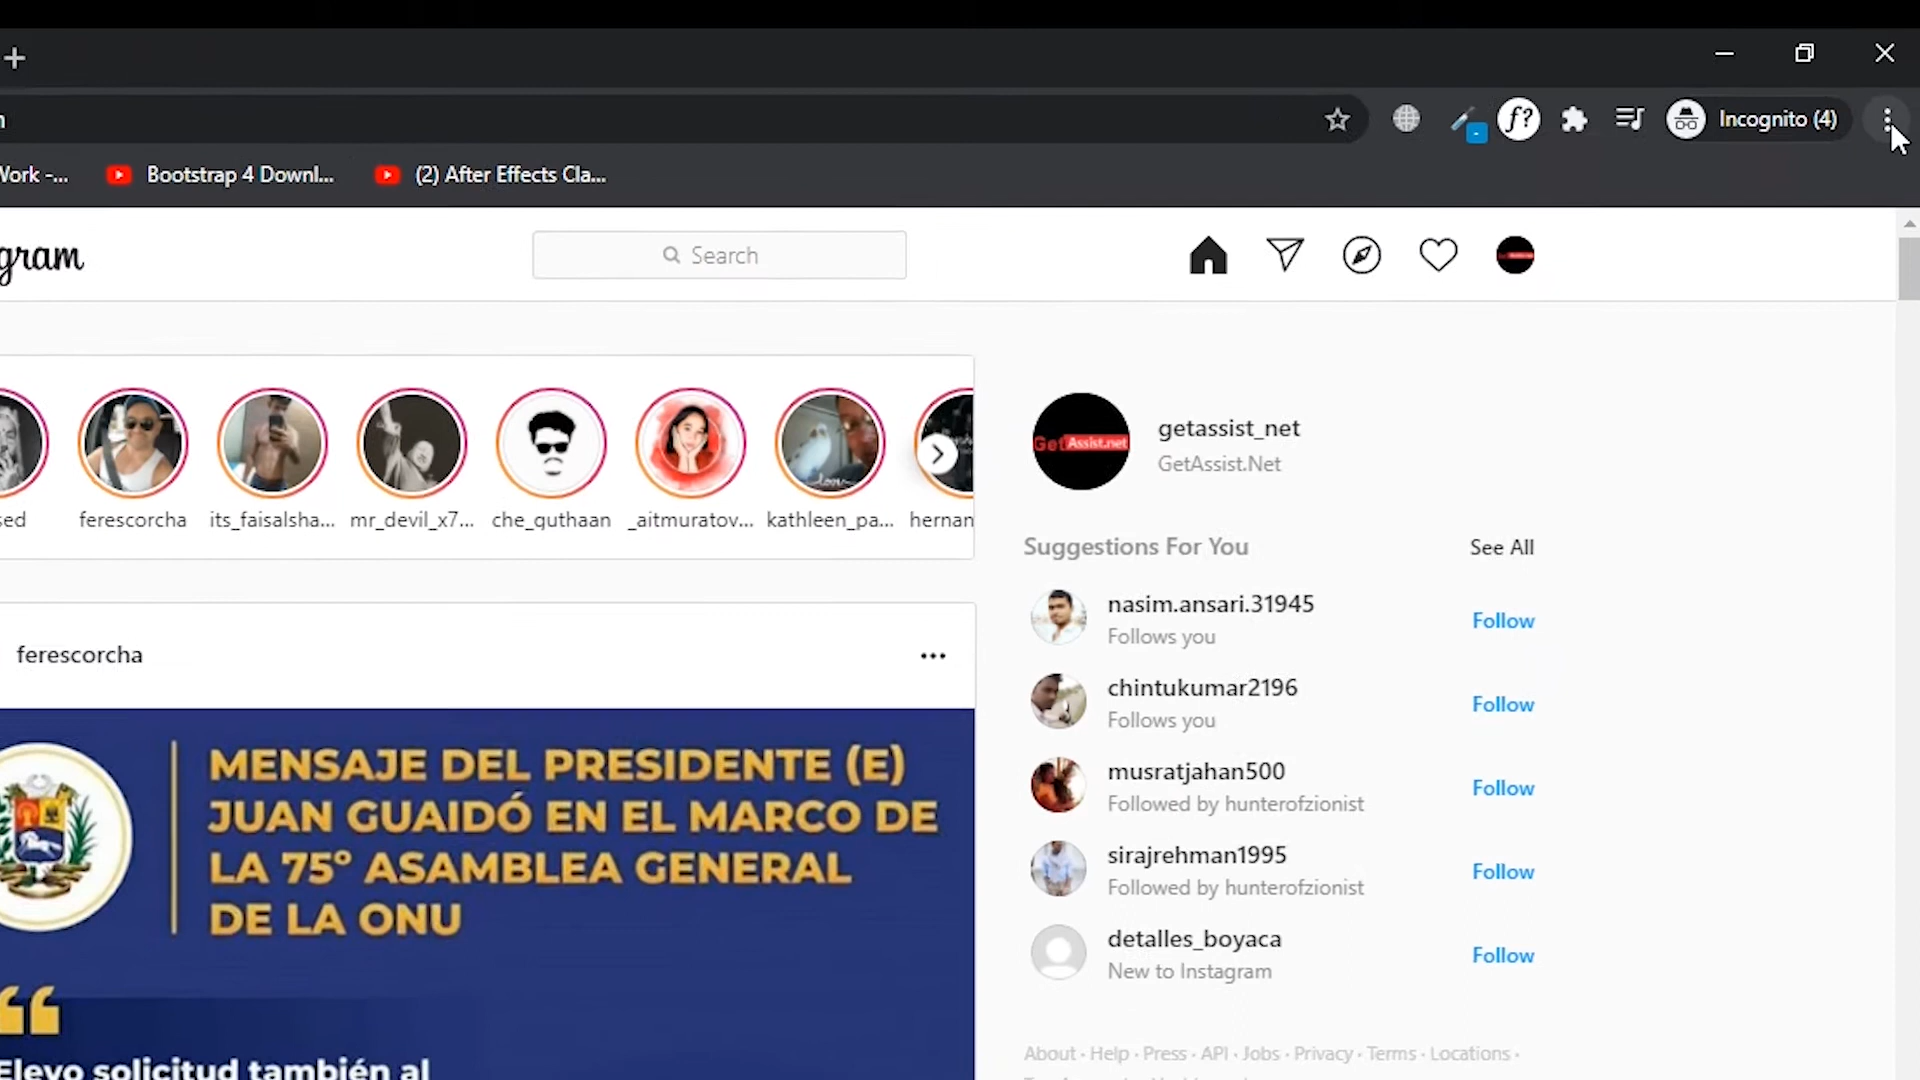 Incognito (4)
Work -...
Bootstrap 4 Downl...
(2) After Effects Cla...
gram
Search
GetAssist.net
getassist_net
GetAssist.Net
sed
ferescorcha
its_faisalsha...
mr_devil_x7...
che_guthaan
_aitmuratov...
kathleen_pa...
hernan
Suggestions For You
See All
nasim.ansari.31945
Follows you
Follow
chintukumar2196
Follows you
Follow
musratjahan500
Followed by hunterofzionist
Follow
sirajrehman1995
Followed by hunterofzionist
Follow
detalles_boyaca
New to Instagram
Follow
About · Help · Press · API · Jobs · Privacy · Terms · Locations ·
ferescorcha
MENSAJE DEL PRESIDENTE (E)
JUAN GUAIDÓ EN EL MARCO DE
LA 75° ASAMBLEA GENERAL
DE LA ONU
Elevo solicitud también al